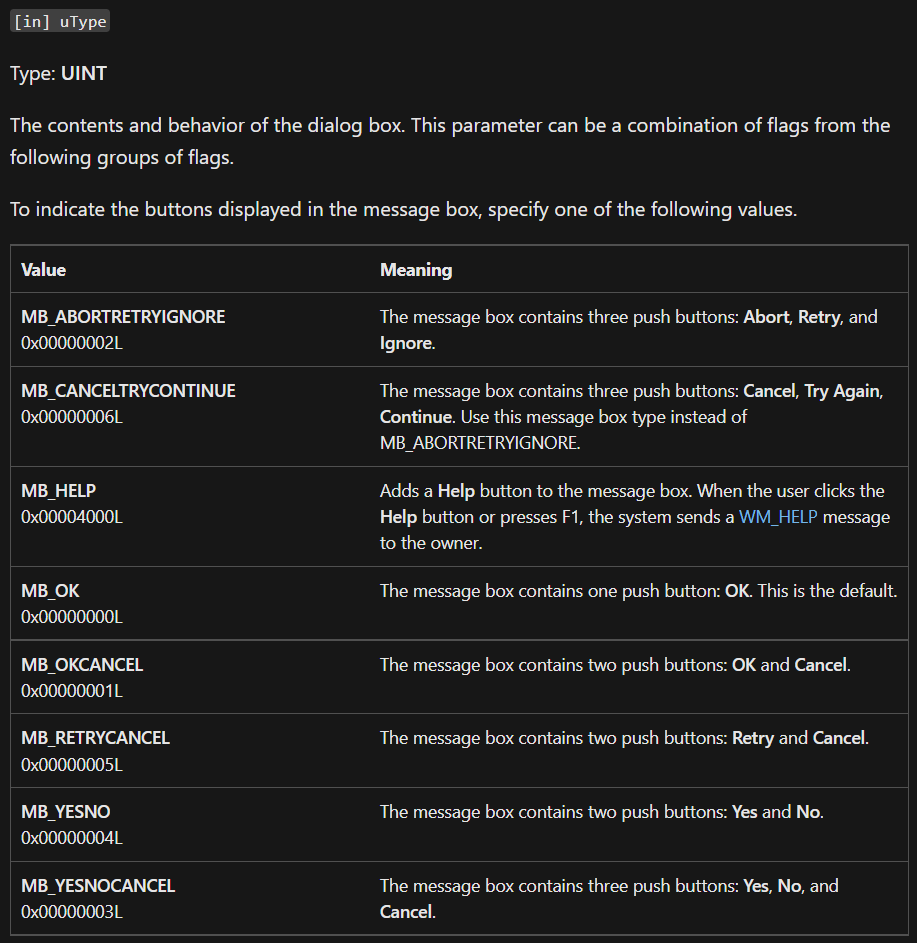 [in] uType
Type: UINT
The contents and behavior of the dialog box. This parameter can be a combination of flags from the
following groups of flags.
To indicate the buttons displayed in the message box, specify one of the following values.
Value Meaning
MB_ABORTRETRYIGNORE The message box contains three push buttons: Abort, Retry, and
0x00000002L Ignore.
MB_CANCELTRYCONTINUE The message box contains three push buttons: Cancel, Try Again,
0x00000006L Continue. Use this message box type instead of
MB_ABORTRETRYIGNORE.
MB_HELP Adds a Help button to the message box. When the user clicks the
0x00004000L Help button or presses F1, the system sends a WM_HELP message
to the owner.
MB_OK The message box contains one push button: OK. This is the default.
0x00000000L
MB_OKCANCEL The message box contains two push buttons: OK and Cancel.
0x00000001L
MB_RETRYCANCEL The message box contains two push buttons: Retry and Cancel.
0x00000005L
MB_YESNO The message box contains two push buttons: Yes and No.
0x00000004L
MB_YESNOCANCEL The message box contains three push buttons: Yes, No, and
0x00000003L Cancel.